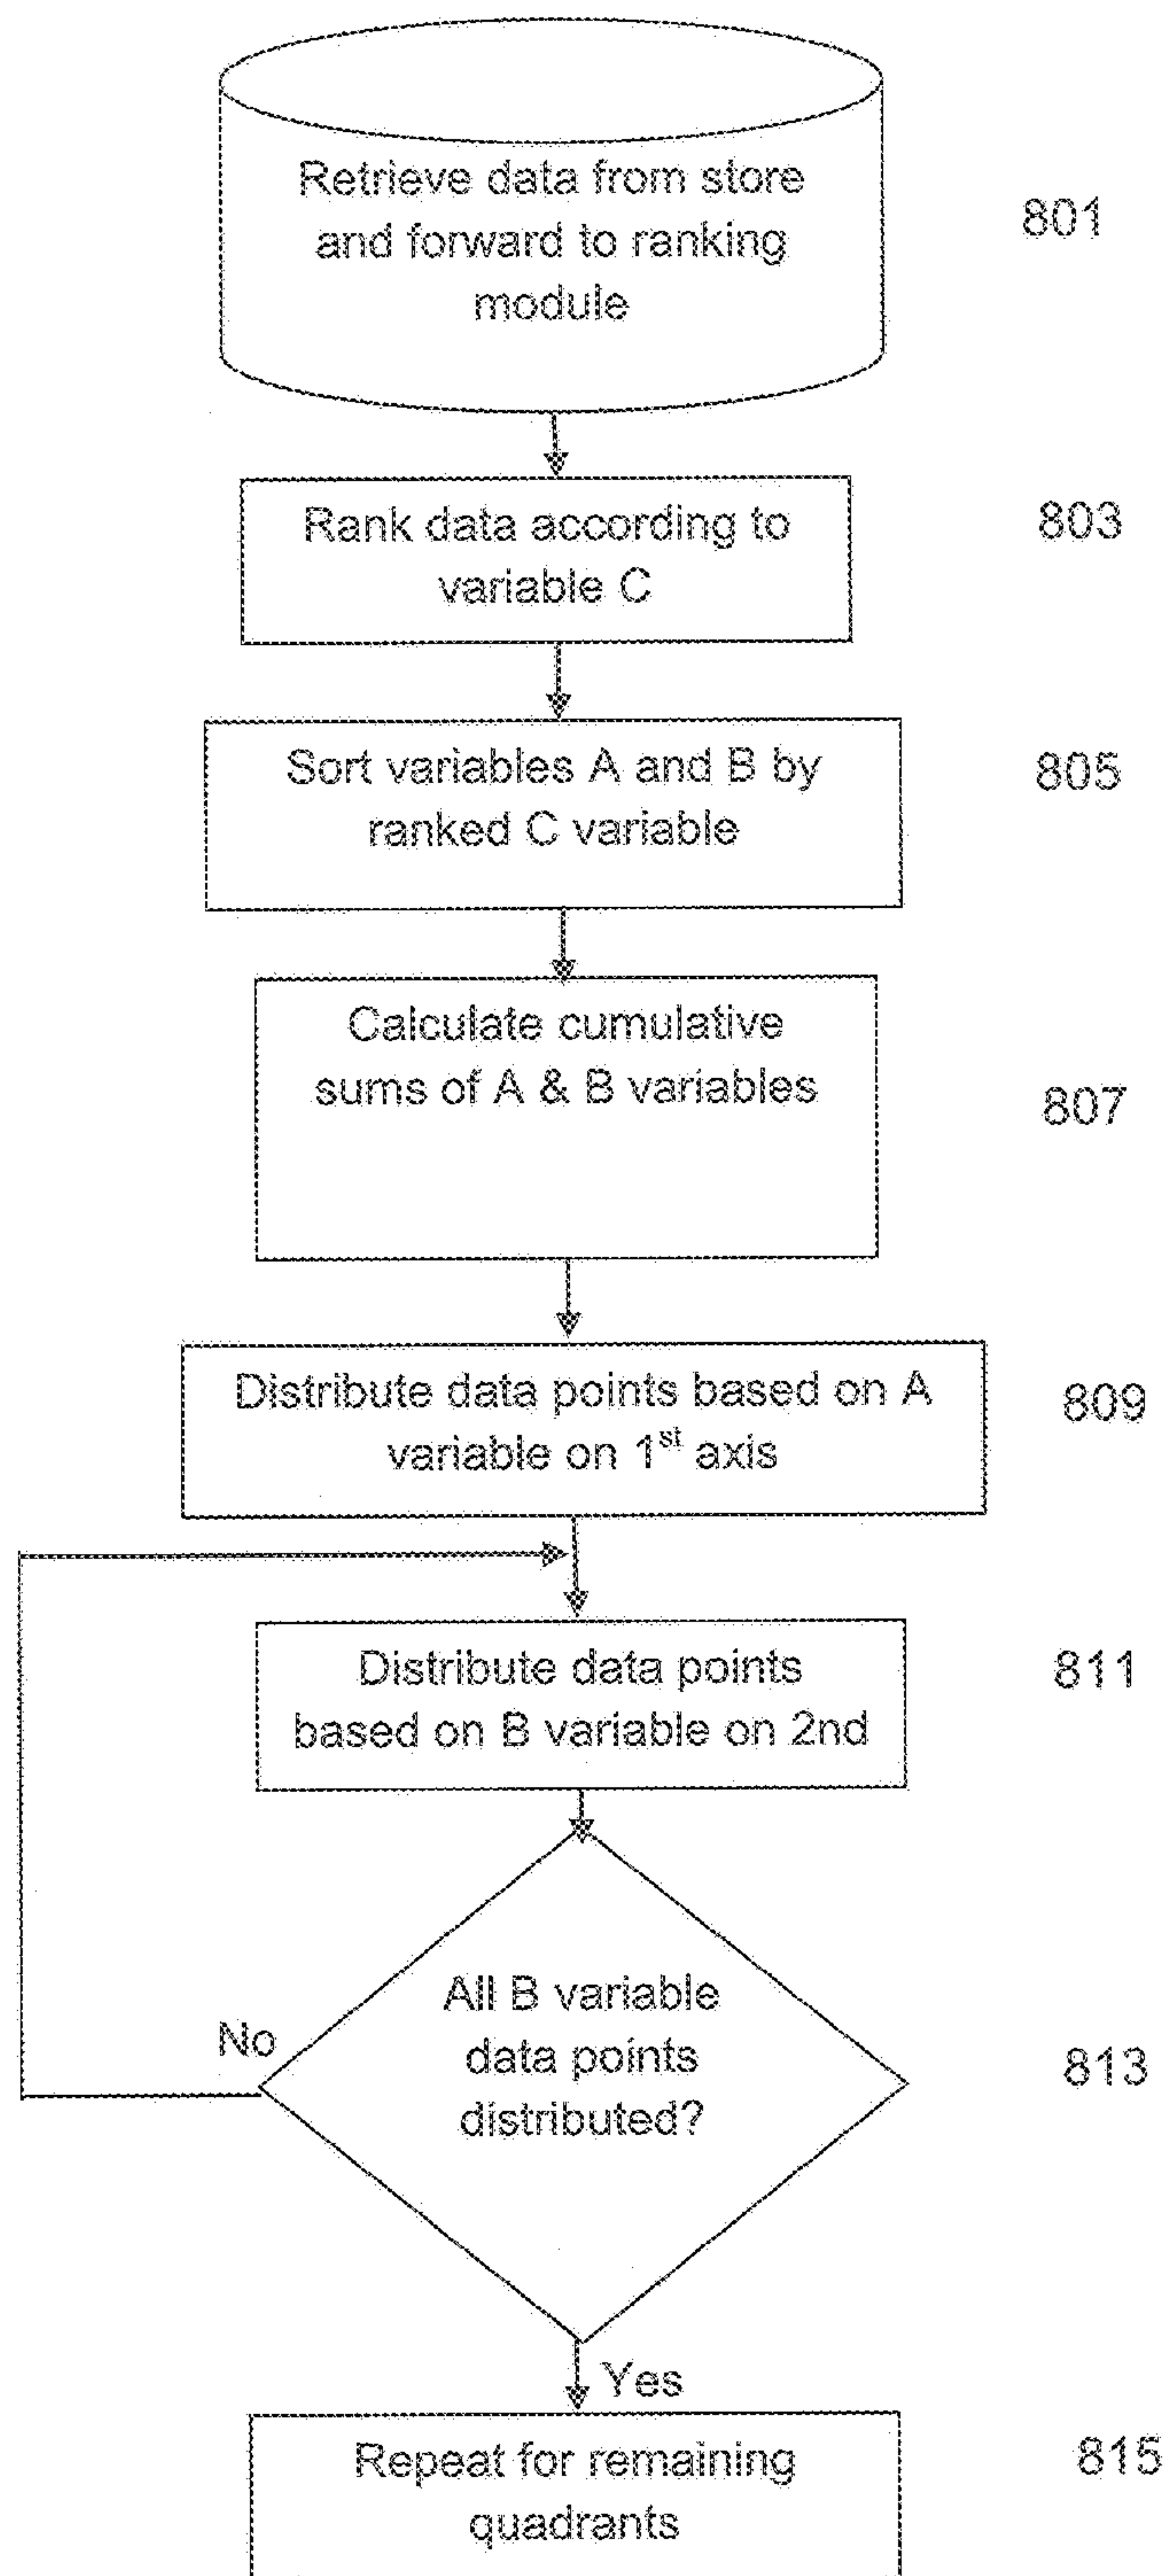 Retrieve data from store
and forward to ranking
module
801
Rank data according to
variable C
803
Sort variables A and B by
ranked C variable
805
Calculate cumulative
sums of A & B variables
807
Distribute data points based on A
variable on 1st axis
809
Distribute data points
based on B variable on 2nd
811
All B variable
data points
distributed?
813
No
Yes
Repeat for remaining
quadrants
815